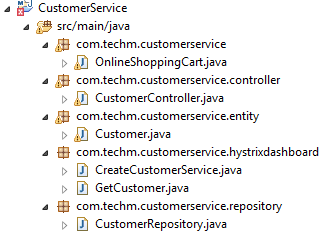 CustomerService
src/main/java
com.techm.customerservice
OnlineShoppingCart.java
com.techm.customerservice.controller
CustomerController.java
com.techm.customerservice.entity
Customer.java
com.techm.customerservice.hystrixdashboard
CreateCustomerService.java
GetCustomer.java
com.techm.customerservice.repository
CustomerRepository.java